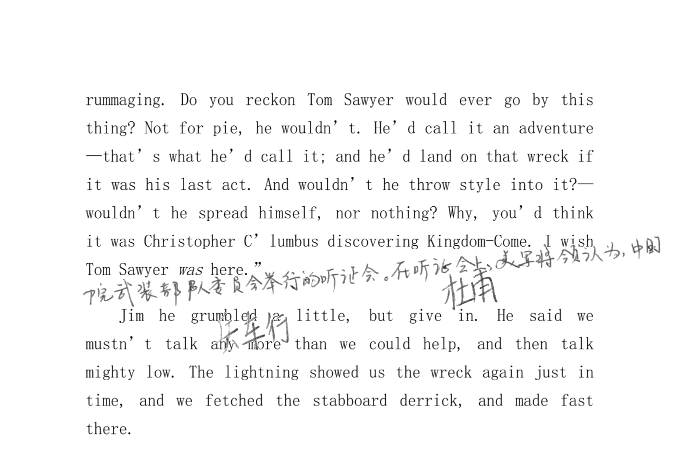 rummaging. Do you reckon Tom Sawyer would ever go by this
thing? Not for pie, he wouldn’t. He’d call it an adventure
—that’s what he’d call it; and he’d land on that wreck if
it was his last act. And wouldn’t he throw style into it?—
wouldn’t he spread himself, nor nothing? Why, you’d think
it was Christopher C’lumbus discovering Kingdom-Come. I wish
Tom Sawyer was here.”
院武装部队委员会举行的听证会。在听证会上,美军将领认为,中国
杜甫
Jim he grumbled a little, but give in. He said we
mustn’t talk any more than we could help, and then talk
mighty low. The lightning showed us the wreck again just in
time, and we fetched the stabboard derrick, and made fast
there.